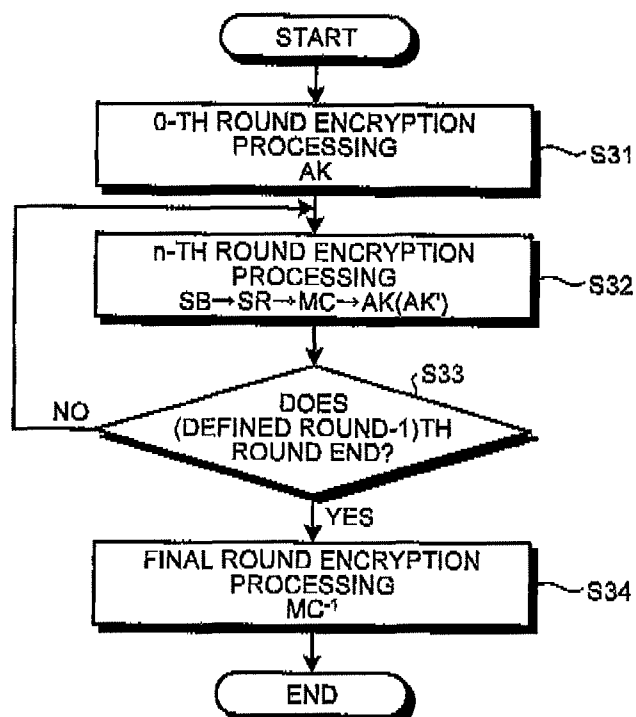 START
0-TH ROUND ENCRYPTION
PROCESSING
AK
S31
n-TH ROUND ENCRYPTION
PROCESSING
SB→SR→MC→AK(AK')
S32
S33
DOES
(DEFINED ROUND-1)TH
ROUND END?
NO
YES
FINAL ROUND ENCRYPTION
PROCESSING
MC⁻¹
S34
END